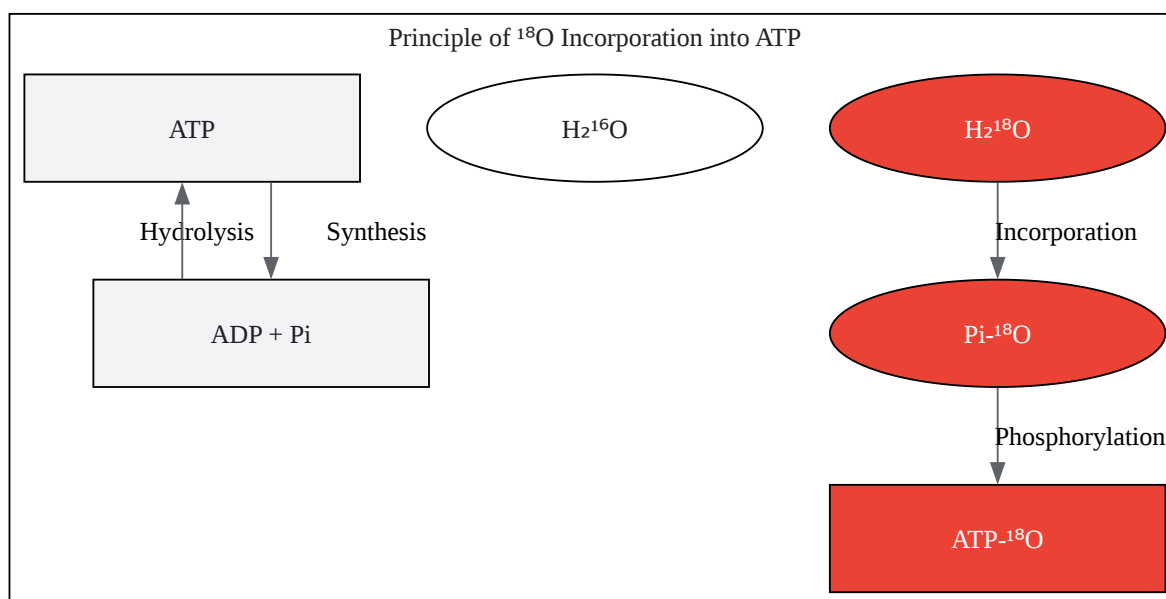 Principle of ¹⁸O Incorporation into ATP
ATP
H₂¹⁶O
H₂¹⁸O
Hydrolysis
Synthesis
Incorporation
ADP + Pi
Pi-¹⁸O
Phosphorylation
ATP-¹⁸O